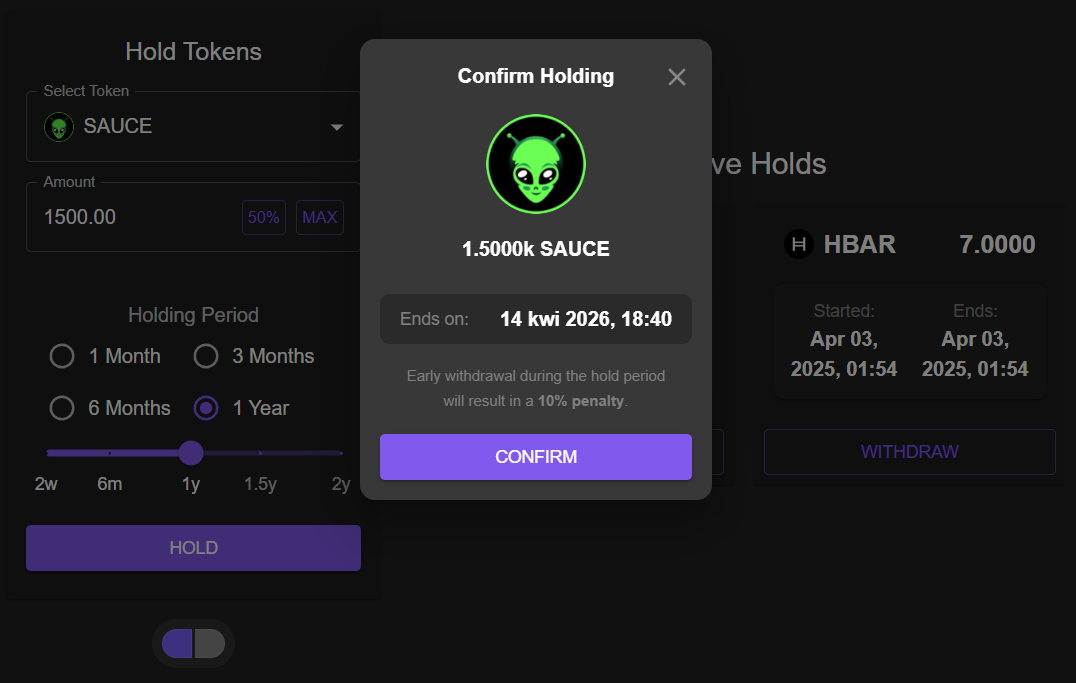 Hold Tokens
Select Token
SAUCE
Amount
1500.00
50%
MAX
Holding Period
1 Month
3 Months
6 Months
1 Year
2w
6m
1y
1.5y
2y
HOLD
Confirm Holding
1.5000k SAUCE
Ends on:
14 kwi 2026, 18:40
Early withdrawal during the hold period
will result in a 10% penalty.
CONFIRM
ve Holds
HBAR
7.0000
Started:
Apr 03,
2025, 01:54
Ends:
Apr 03,
2025, 01:54
WITHDRAW